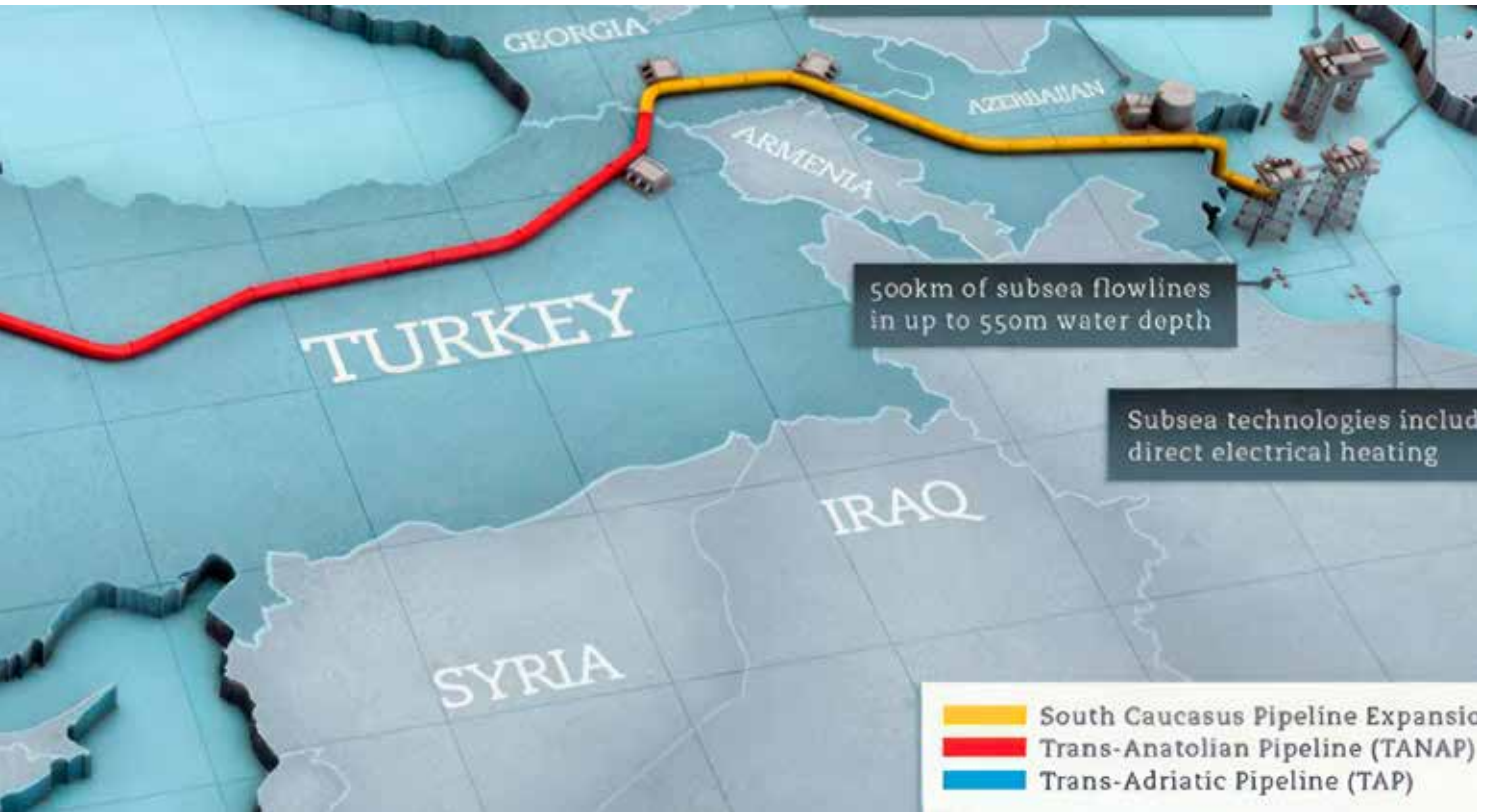 GEORGIA
AZERBAIJAN
ARMENIA
500km of subsea flowlines
in up to 550m water depth
TURKEY
Subsea technologies includ
direct electrical heating
IRAQ
SYRIA
South Caucasus Pipeline Expansio
Trans-Anatolian Pipeline (TANAP)
Trans-Adriatic Pipeline (TAP)